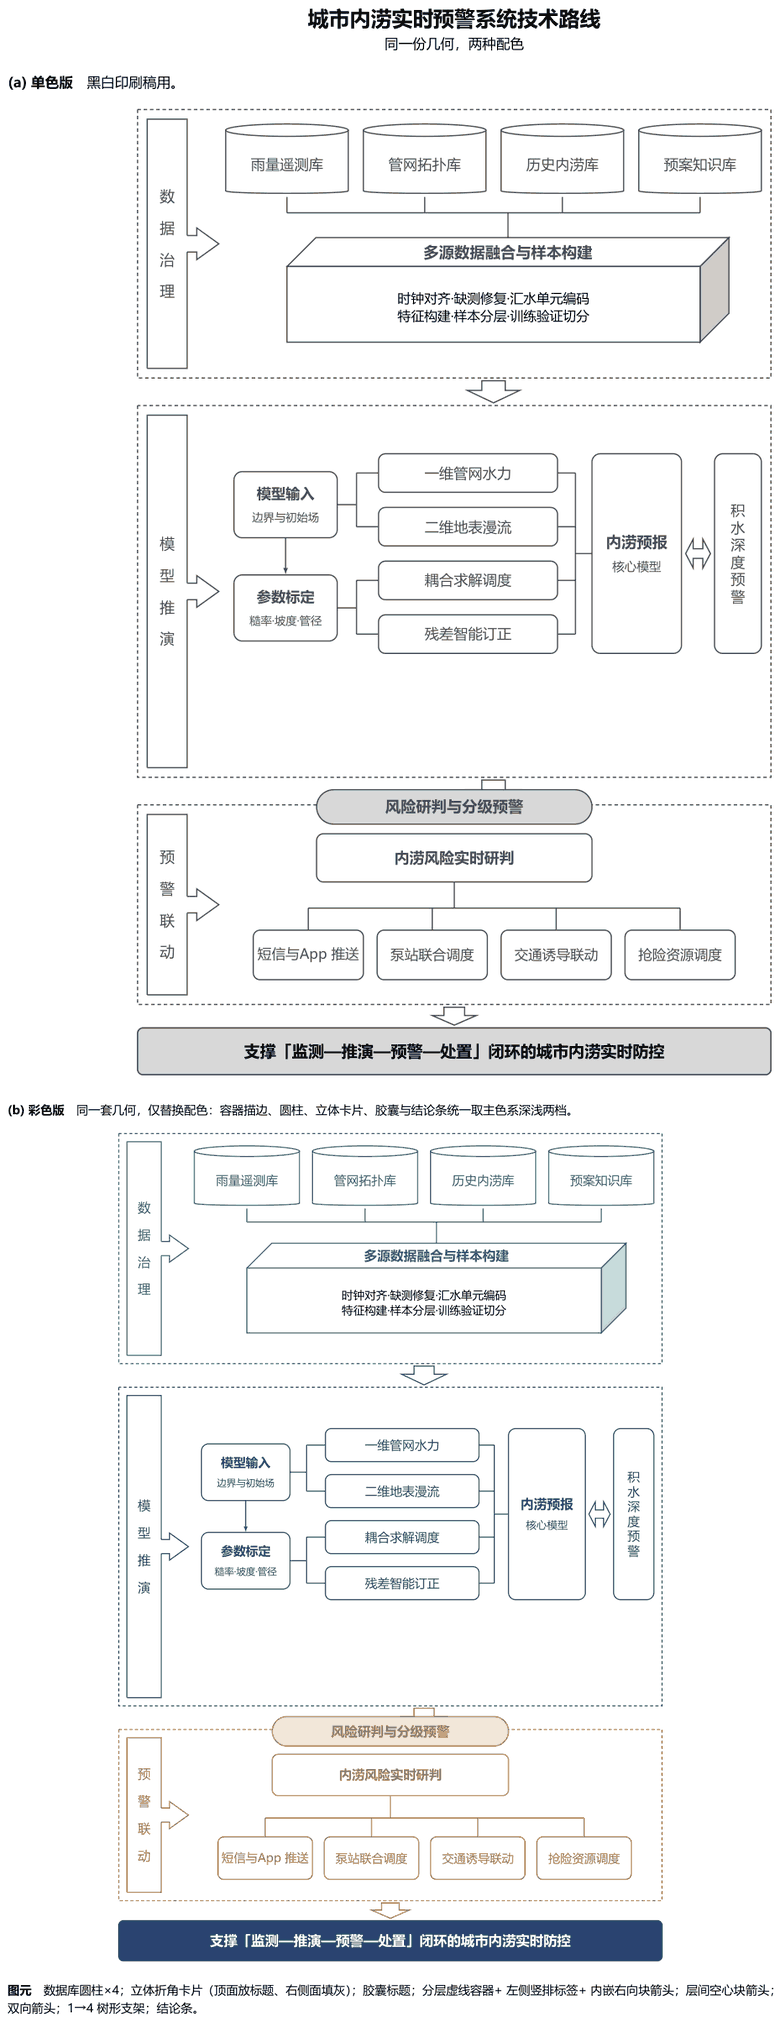 城市内涝实时预警系统技术路线
同一份几何，两种配色
(a) 单色版 黑白印刷稿用。
数据治理
雨量遥测库
管网拓扑库
历史内涝库
预案知识库
多源数据融合与样本构建
时钟对齐·缺测修复·汇水单元编码
特征构建·样本分层·训练验证切分
模型推演
模型输入
边界与初始场
参数标定
糙率·坡度·管径
一维管网水力
二维地表漫流
耦合求解调度
残差智能订正
内涝预报
核心模型
积水深度预警
风险研判与分级预警
预警联动
内涝风险实时研判
短信与App 推送
泵站联合调度
交通诱导联动
抢险资源调度
支撑「监测—推演—预警—处置」闭环的城市内涝实时防控
(b) 彩色版 同一套几何，仅替换配色：容器描边、圆柱、立体卡片、胶囊与结论条统一取主色系深浅两档。
数据治理
雨量遥测库
管网拓扑库
历史内涝库
预案知识库
多源数据融合与样本构建
时钟对齐·缺测修复·汇水单元编码
特征构建·样本分层·训练验证切分
模型推演
模型输入
边界与初始场
参数标定
糙率·坡度·管径
一维管网水力
二维地表漫流
耦合求解调度
残差智能订正
内涝预报
核心模型
积水深度预警
风险研判与分级预警
预警联动
内涝风险实时研判
短信与App 推送
泵站联合调度
交通诱导联动
抢险资源调度
支撑「监测—推演—预警—处置」闭环的城市内涝实时防控
图元 数据库圆柱×4；立体折角卡片（顶面放标题、右侧面填灰）；胶囊标题；分层虚线容器+ 左侧竖排标签+ 内嵌右向块箭头；层间空心块箭头；
双向箭头；1→4 树形支架；结论条。